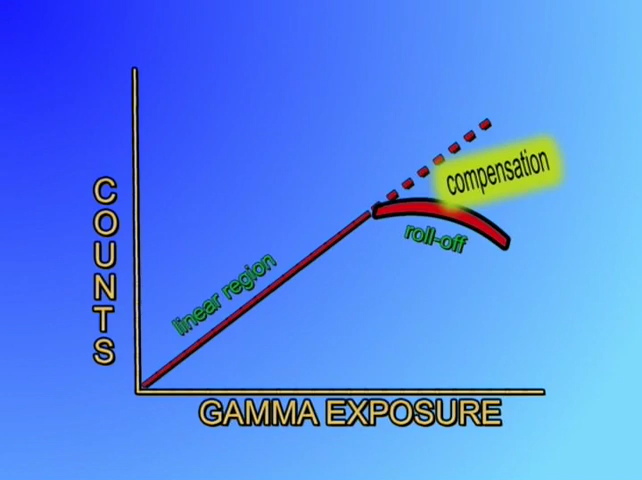 COUNTS
linear region
roll-off
compensation
GAMMA EXPOSURE